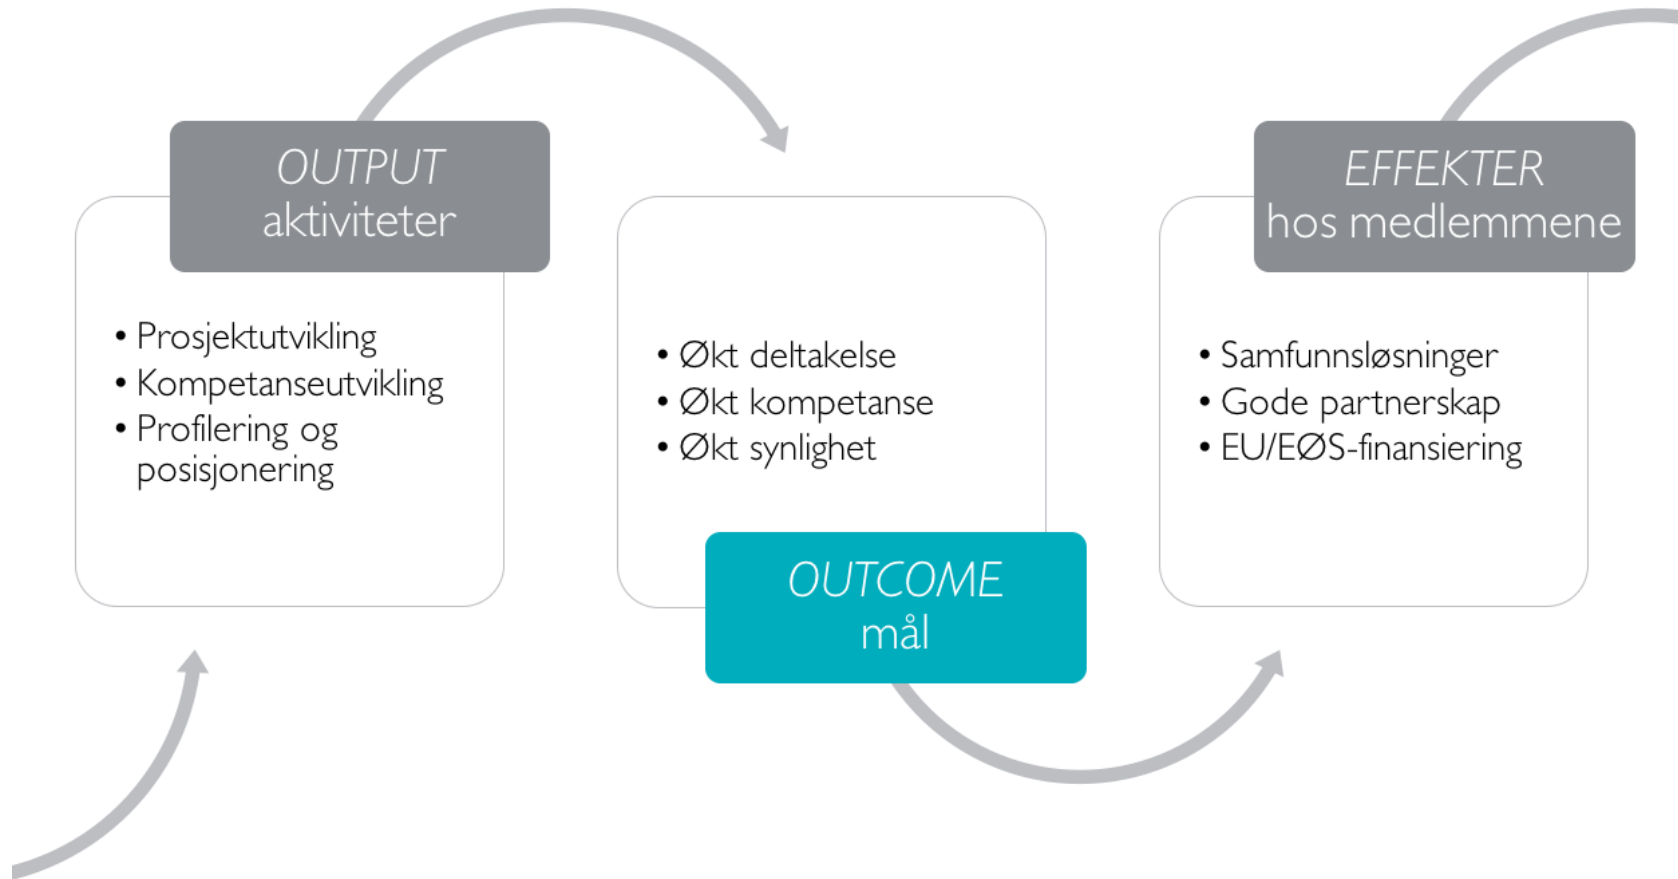 OUTPUT
aktiviteter
• Prosjektutvikling
• Kompetanseutvikling
• Profilering og
posisjonering
• Økt deltakelse
• Økt kompetanse
• Økt synlighet
OUTCOME
mål
EFFEKTER
hos medlemmene
• Samfunnsløsninger
• Gode partnerskap
• EU/EØS-finansiering